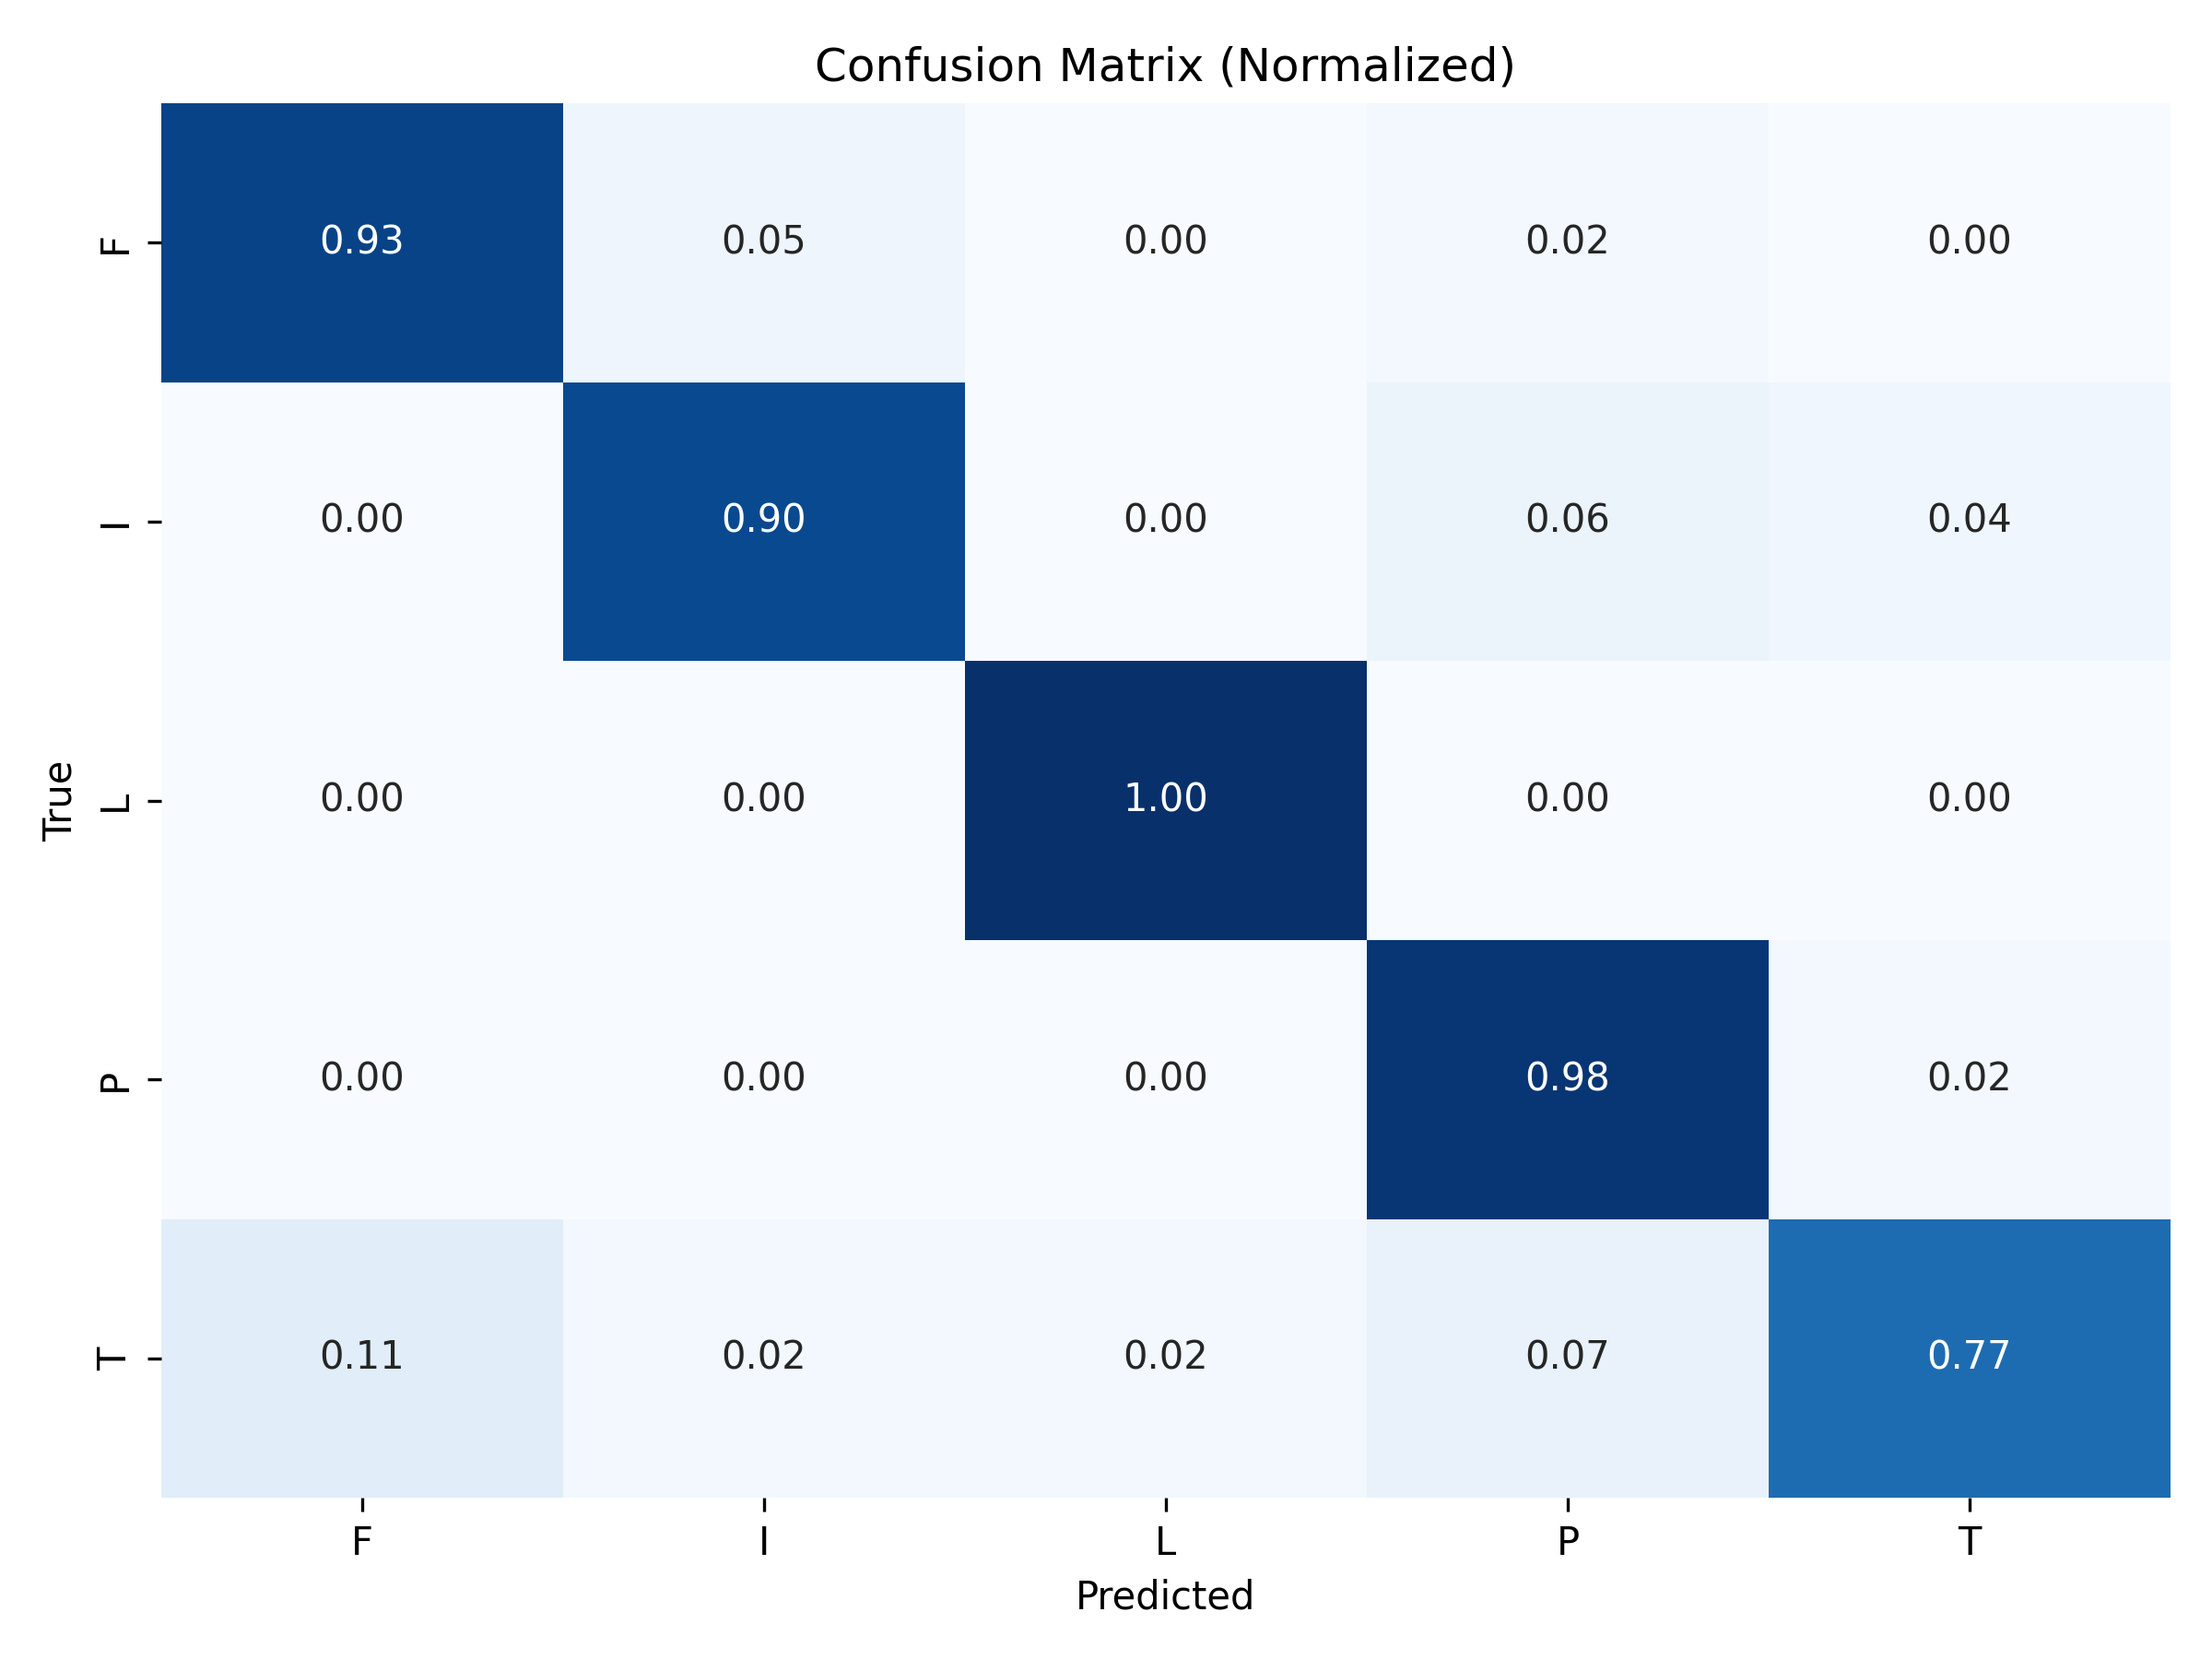 Confusion Matrix (Normalized)
True
F 0.93 0.05 0.00 0.02 0.00
I 0.00 0.90 0.00 0.06 0.04
L 0.00 0.00 1.00 0.00 0.00
P 0.00 0.00 0.00 0.98 0.02
T 0.11 0.02 0.02 0.07 0.77
F I L P T
Predicted